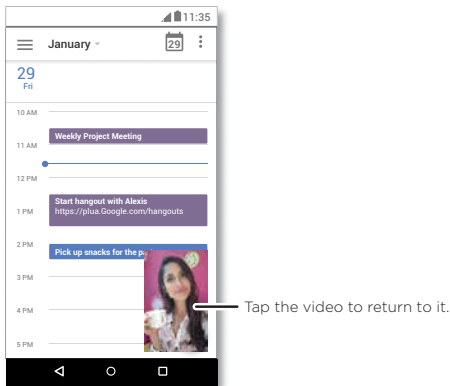 11:35
January
29
29
Fri
10 AM
Weekly Project Meeting
11 AM
12 PM
Start hangout with Alexis
https://plua.Google.com/hangouts
1 PM
2 PM
Pick up snacks for the p
3 PM
Tap the video to return to it.
4 PM
5 PM